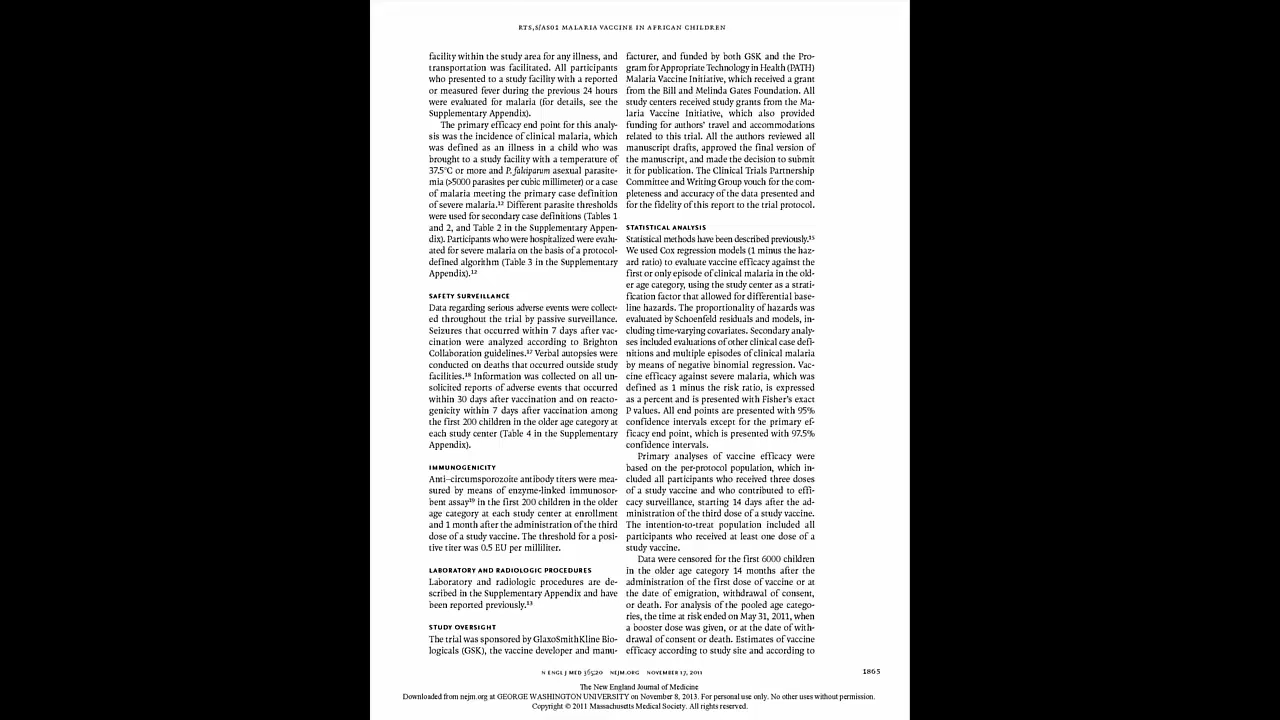 RTS,S/AS01 MALARIA VACCINE IN AFRICAN CHILDREN
facility within the study area for any illness, and
transportation was facilitated. All participants
who presented to a study facility with a reported
or measured fever during the previous 24 hours
were evaluated for malaria (for details, see the
Supplementary Appendix).
The primary efficacy end point for this analy-
sis was the incidence of clinical malaria, which
was defined as an illness in a child who was
brought to a study facility with a temperature of
37.5°C or more and P. falciparum asexual parasite-
mia (>5000 parasites per cubic millimeter) or a case
of malaria meeting the primary case definition
of severe malaria.12 Different parasite thresholds
were used for secondary case definitions (Tables 1
and 2, and Table 2 in the Supplementary Appen-
dix). Participants who were hospitalized were evalu-
ated for severe malaria on the basis of a protocol-
defined algorithm (Table 3 in the Supplementary
Appendix).12
SAFETY SURVEILLANCE
Data regarding serious adverse events were collect-
ed throughout the trial by passive surveillance.
Seizures that occurred within 7 days after vac-
cination were analyzed according to Brighton
Collaboration guidelines.17 Verbal autopsies were
conducted on deaths that occurred outside study
facilities.18 Information was collected on all un-
solicited reports of adverse events that occurred
within 30 days after vaccination and on reacto-
genicity within 7 days after vaccination among
the first 200 children in the older age category at
each study center (Table 4 in the Supplementary
Appendix).
IMMUNOGENICITY
Anti–circumsporozoite antibody titers were mea-
sured by means of enzyme-linked immunosor-
bent assay19 in the first 200 children in the older
age category at each study center at enrollment
and 1 month after the administration of the third
dose of a study vaccine. The threshold for a posi-
tive titer was 0.5 EU per milliliter.
LABORATORY AND RADIOLOGIC PROCEDURES
Laboratory and radiologic procedures are de-
scribed in the Supplementary Appendix and have
been reported previously.13
STUDY OVERSIGHT
The trial was sponsored by GlaxoSmithKline Bio-
logicals (GSK), the vaccine developer and manu-
facturer, and funded by both GSK and the Pro-
gram for Appropriate Technology in Health (PATH)
Malaria Vaccine Initiative, which received a grant
from the Bill and Melinda Gates Foundation. All
study centers received study grants from the Ma-
laria Vaccine Initiative, which also provided
funding for authors' travel and accommodations
related to this trial. All the authors reviewed all
manuscript drafts, approved the final version of
the manuscript, and made the decision to submit
it for publication. The Clinical Trials Partnership
Committee and Writing Group vouch for the com-
pleteness and accuracy of the data presented and
for the fidelity of this report to the trial protocol.
STATISTICAL ANALYSIS
Statistical methods have been described previously.15
We used Cox regression models (1 minus the haz-
ard ratio) to evaluate vaccine efficacy against the
first or only episode of clinical malaria in the old-
er age category, using the study center as a strati-
fication factor that allowed for differential base-
line hazards. The proportionality of hazards was
evaluated by Schoenfeld residuals and models, in-
cluding time-varying covariates. Secondary analy-
ses included evaluations of other clinical case defi-
nitions and multiple episodes of clinical malaria
by means of negative binomial regression. Vac-
cine efficacy against severe malaria, which was
defined as 1 minus the risk ratio, is expressed
as a percent and is presented with Fisher's exact
P values. All end points are presented with 95%
confidence intervals except for the primary ef-
ficacy end point, which is presented with 97.5%
confidence intervals.
Primary analyses of vaccine efficacy were
based on the per-protocol population, which in-
cluded all participants who received three doses
of a study vaccine and who contributed to effi-
cacy surveillance, starting 14 days after the ad-
ministration of the third dose of a study vaccine.
The intention-to-treat population included all
participants who received at least one dose of a
study vaccine.
Data were censored for the first 6000 children
in the older age category 14 months after the
administration of the first dose of vaccine or at
the date of emigration, withdrawal of consent,
or death. For analysis of the pooled age catego-
ries, the time at risk ended on May 31, 2011, when
a booster dose was given, or at the date of with-
drawal of consent or death. Estimates of vaccine
efficacy according to study site and according to
N ENGL J MED 365;20 NEJM.ORG NOVEMBER 17, 2011
1865
The New England Journal of Medicine
Downloaded from nejm.org at GEORGE WASHINGTON UNIVERSITY on November 8, 2013. For personal use only. No other uses without permission.
Copyright © 2011 Massachusetts Medical Society. All rights reserved.